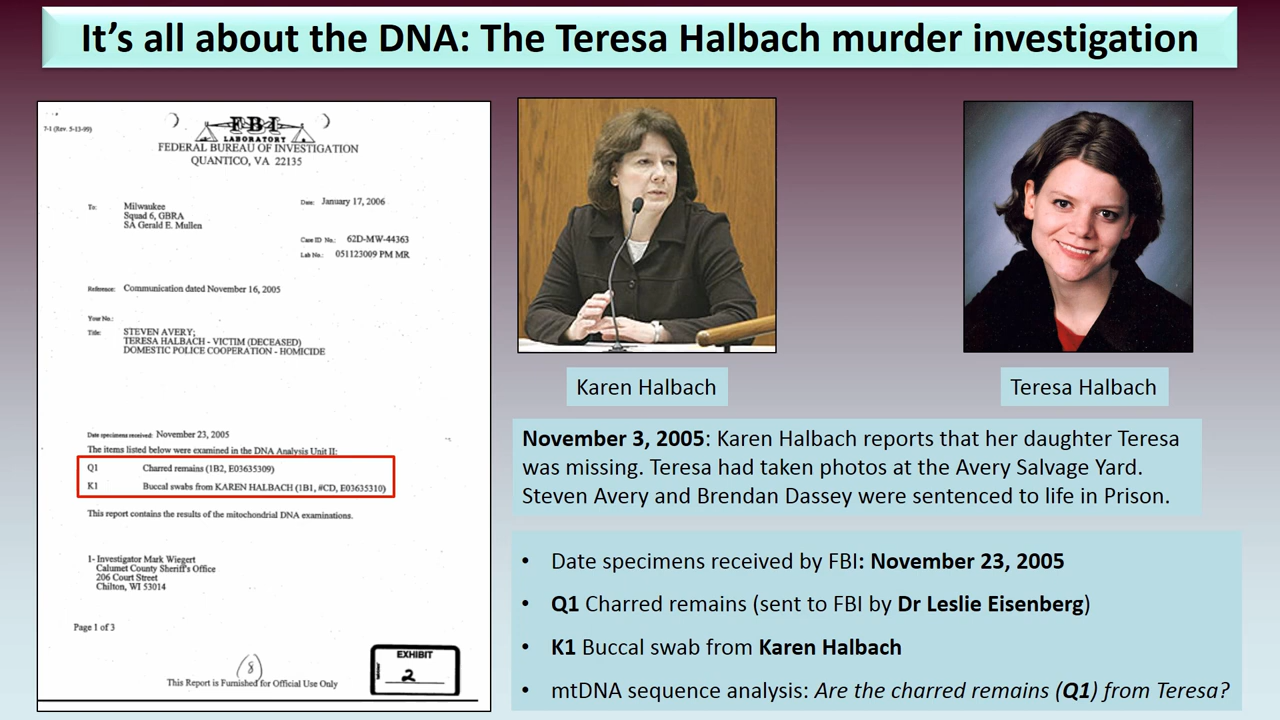 It's all about the DNA: The Teresa Halbach murder investigation
7-1 (Rev. 5-13-99)
FBI
LABORATORY
FEDERAL BUREAU OF INVESTIGATION
QUANTICO, VA 22135
To: Milwaukee
Squad 6, GBRA
SA Gerald E. Mullen
Date: January 17, 2006
Case ID No.: 62D-MW-44363
Lab No.: 051123009 PM MR
Reference: Communication dated November 16, 2005
Your No.:
Title: STEVEN AVERY;
TERESA HALBACH - VICTIM (DECEASED)
DOMESTIC POLICE COOPERATION - HOMICIDE
Date specimens received: November 23, 2005
The items listed below were examined in the DNA Analysis Unit II:
Q1 Charred remains (1B2, E03635309)
K1 Buccal swabs from KAREN HALBACH (1B1, #CD, E03635310)
This report contains the results of the mitochondrial DNA examinations.
1- Investigator Mark Wiegert
Calumet County Sheriff's Office
206 Court Street
Chilton, WI 53014
Page 1 of 3
8
This Report is Furnished for Official Use Only
EXHIBIT
2
Karen Halbach
Teresa Halbach
November 3, 2005: Karen Halbach reports that her daughter Teresa
was missing. Teresa had taken photos at the Avery Salvage Yard.
Steven Avery and Brendan Dassey were sentenced to life in Prison.
• Date specimens received by FBI: November 23, 2005
• Q1 Charred remains (sent to FBI by Dr Leslie Eisenberg)
• K1 Buccal swab from Karen Halbach
• mtDNA sequence analysis: Are the charred remains (Q1) from Teresa?